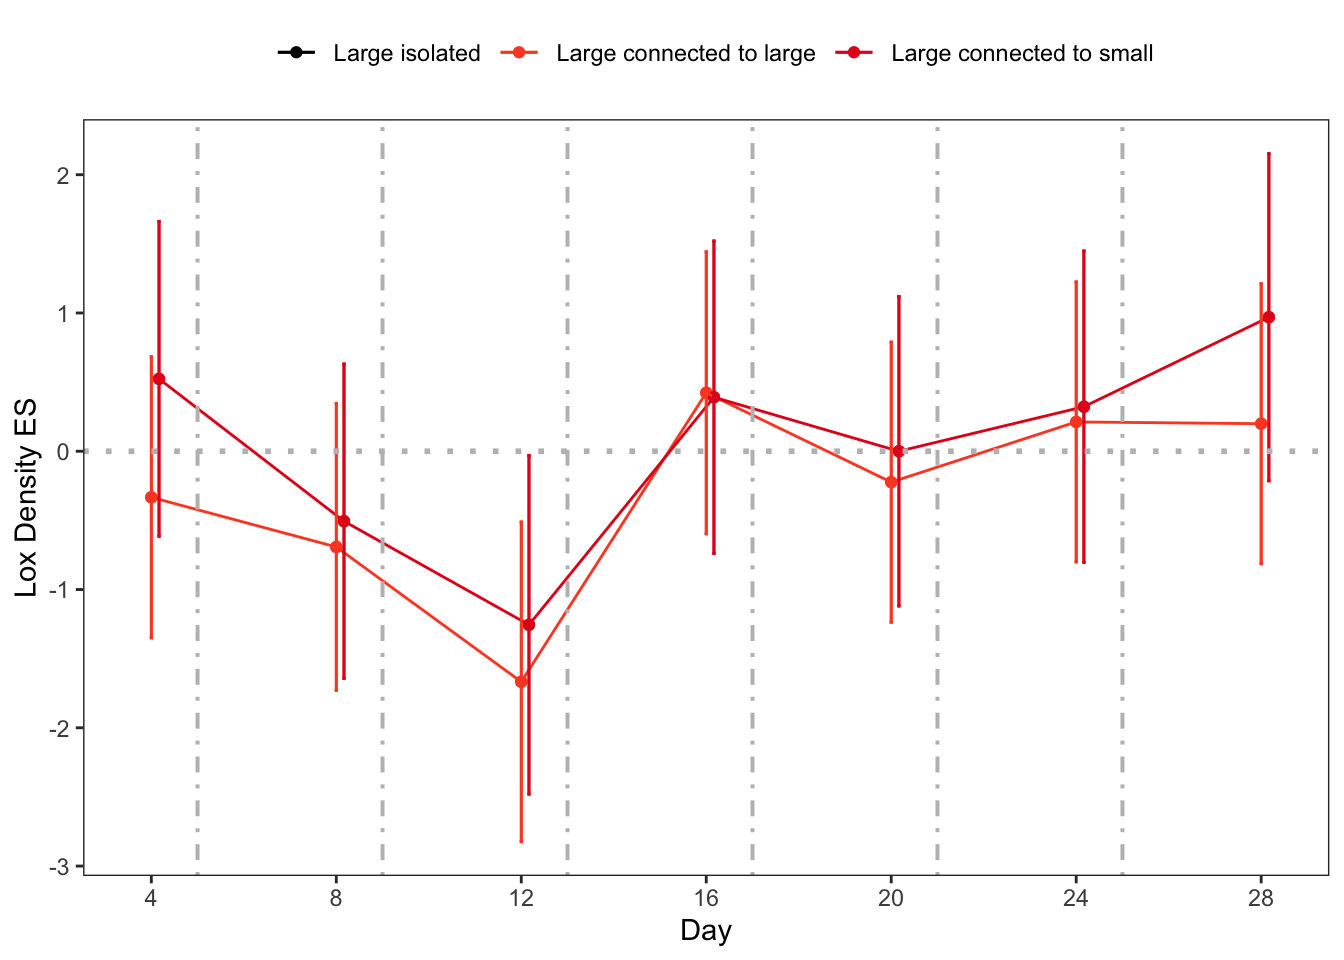 Large isolated Large connected to large Large connected to small
Lox Density ES
2
1
0
-1
-2
-3
4 8 12 16 20 24 28
Day